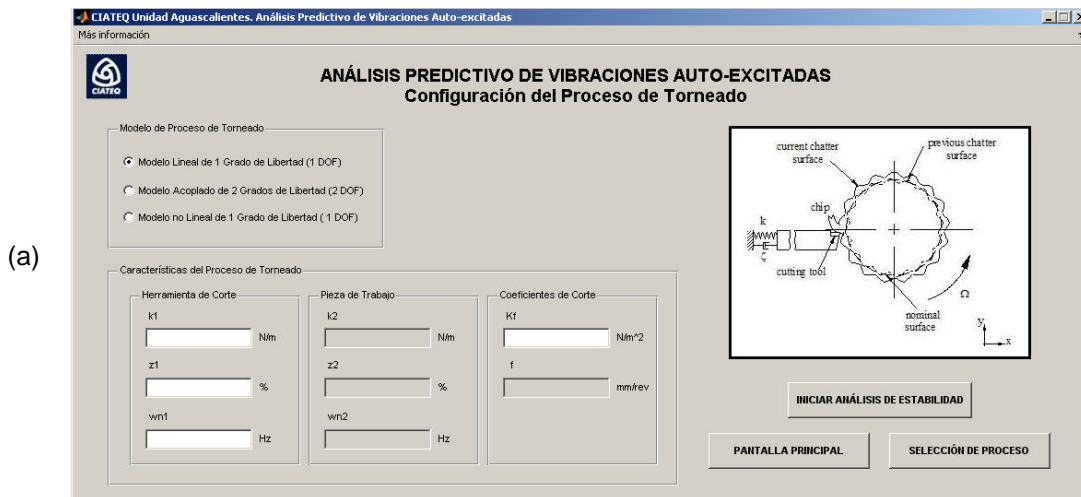 CIATEQ Unidad Aguascalientes. Análisis Predictivo de Vibraciones Auto-excitadas
Más información
CIATEQ
ANÁLISIS PREDICTIVO DE VIBRACIONES AUTO-EXCITADAS
Configuración del Proceso de Torneado
Modelo de Proceso de Torneado
Modelo Lineal de 1 Grado de Libertad (1 DOF)
Modelo Acoplado de 2 Grados de Libertad (2 DOF)
Modelo no Lineal de 1 Grado de Libertad ( 1 DOF)
(a)
Características del Proceso de Torneado
Herramienta de Corte
k1
N/m
z1
%
wn1
Hz
Pieza de Trabajo
k2
N/m
z2
%
wn2
Hz
Coeficientes de Corte
Kf
N/m^2
f
mm/rev
current chatter
surface
previous chatter
surface
chip
k
ζ
cutting tool
Ω
nominal
surface
y
x
INICIAR ANÁLISIS DE ESTABILIDAD
PANTALLA PRINCIPAL
SELECCIÓN DE PROCESO